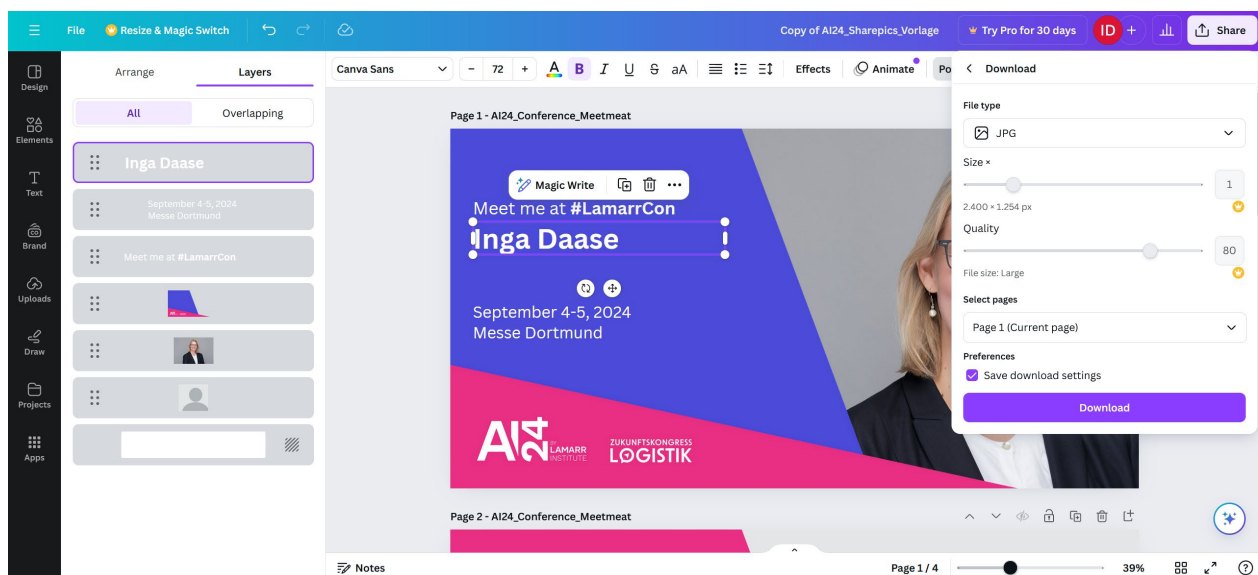 File
Resize & Magic Switch
Copy of AI24_Sharepics_Vorlage
Try Pro for 30 days
ID
+
Share
Design
Elements
Text
Brand
Uploads
Draw
Projects
Apps
Arrange
Layers
All
Overlapping
Inga Daase
September 4-5, 2024
Messe Dortmund
Meet me at #LamarrCon
Canva Sans
- 72 +
A B I U S aA
Effects
Animate
Po
Page 1 - AI24_Conference_Meetmeat
Magic Write
Meet me at #LamarrCon
Inga Daase
September 4-5, 2024
Messe Dortmund
AI24
BY
LAMARR
INSTITUTE
ZUKUNFTSKONGRESS
LOGISTIK
Page 2 - AI24_Conference_Meetmeat
Download
File type
JPG
Size ×
1
2.400 × 1.254 px
Quality
80
File size: Large
Select pages
Page 1 (Current page)
Preferences
Save download settings
Download
Notes
Page 1 / 4
39%